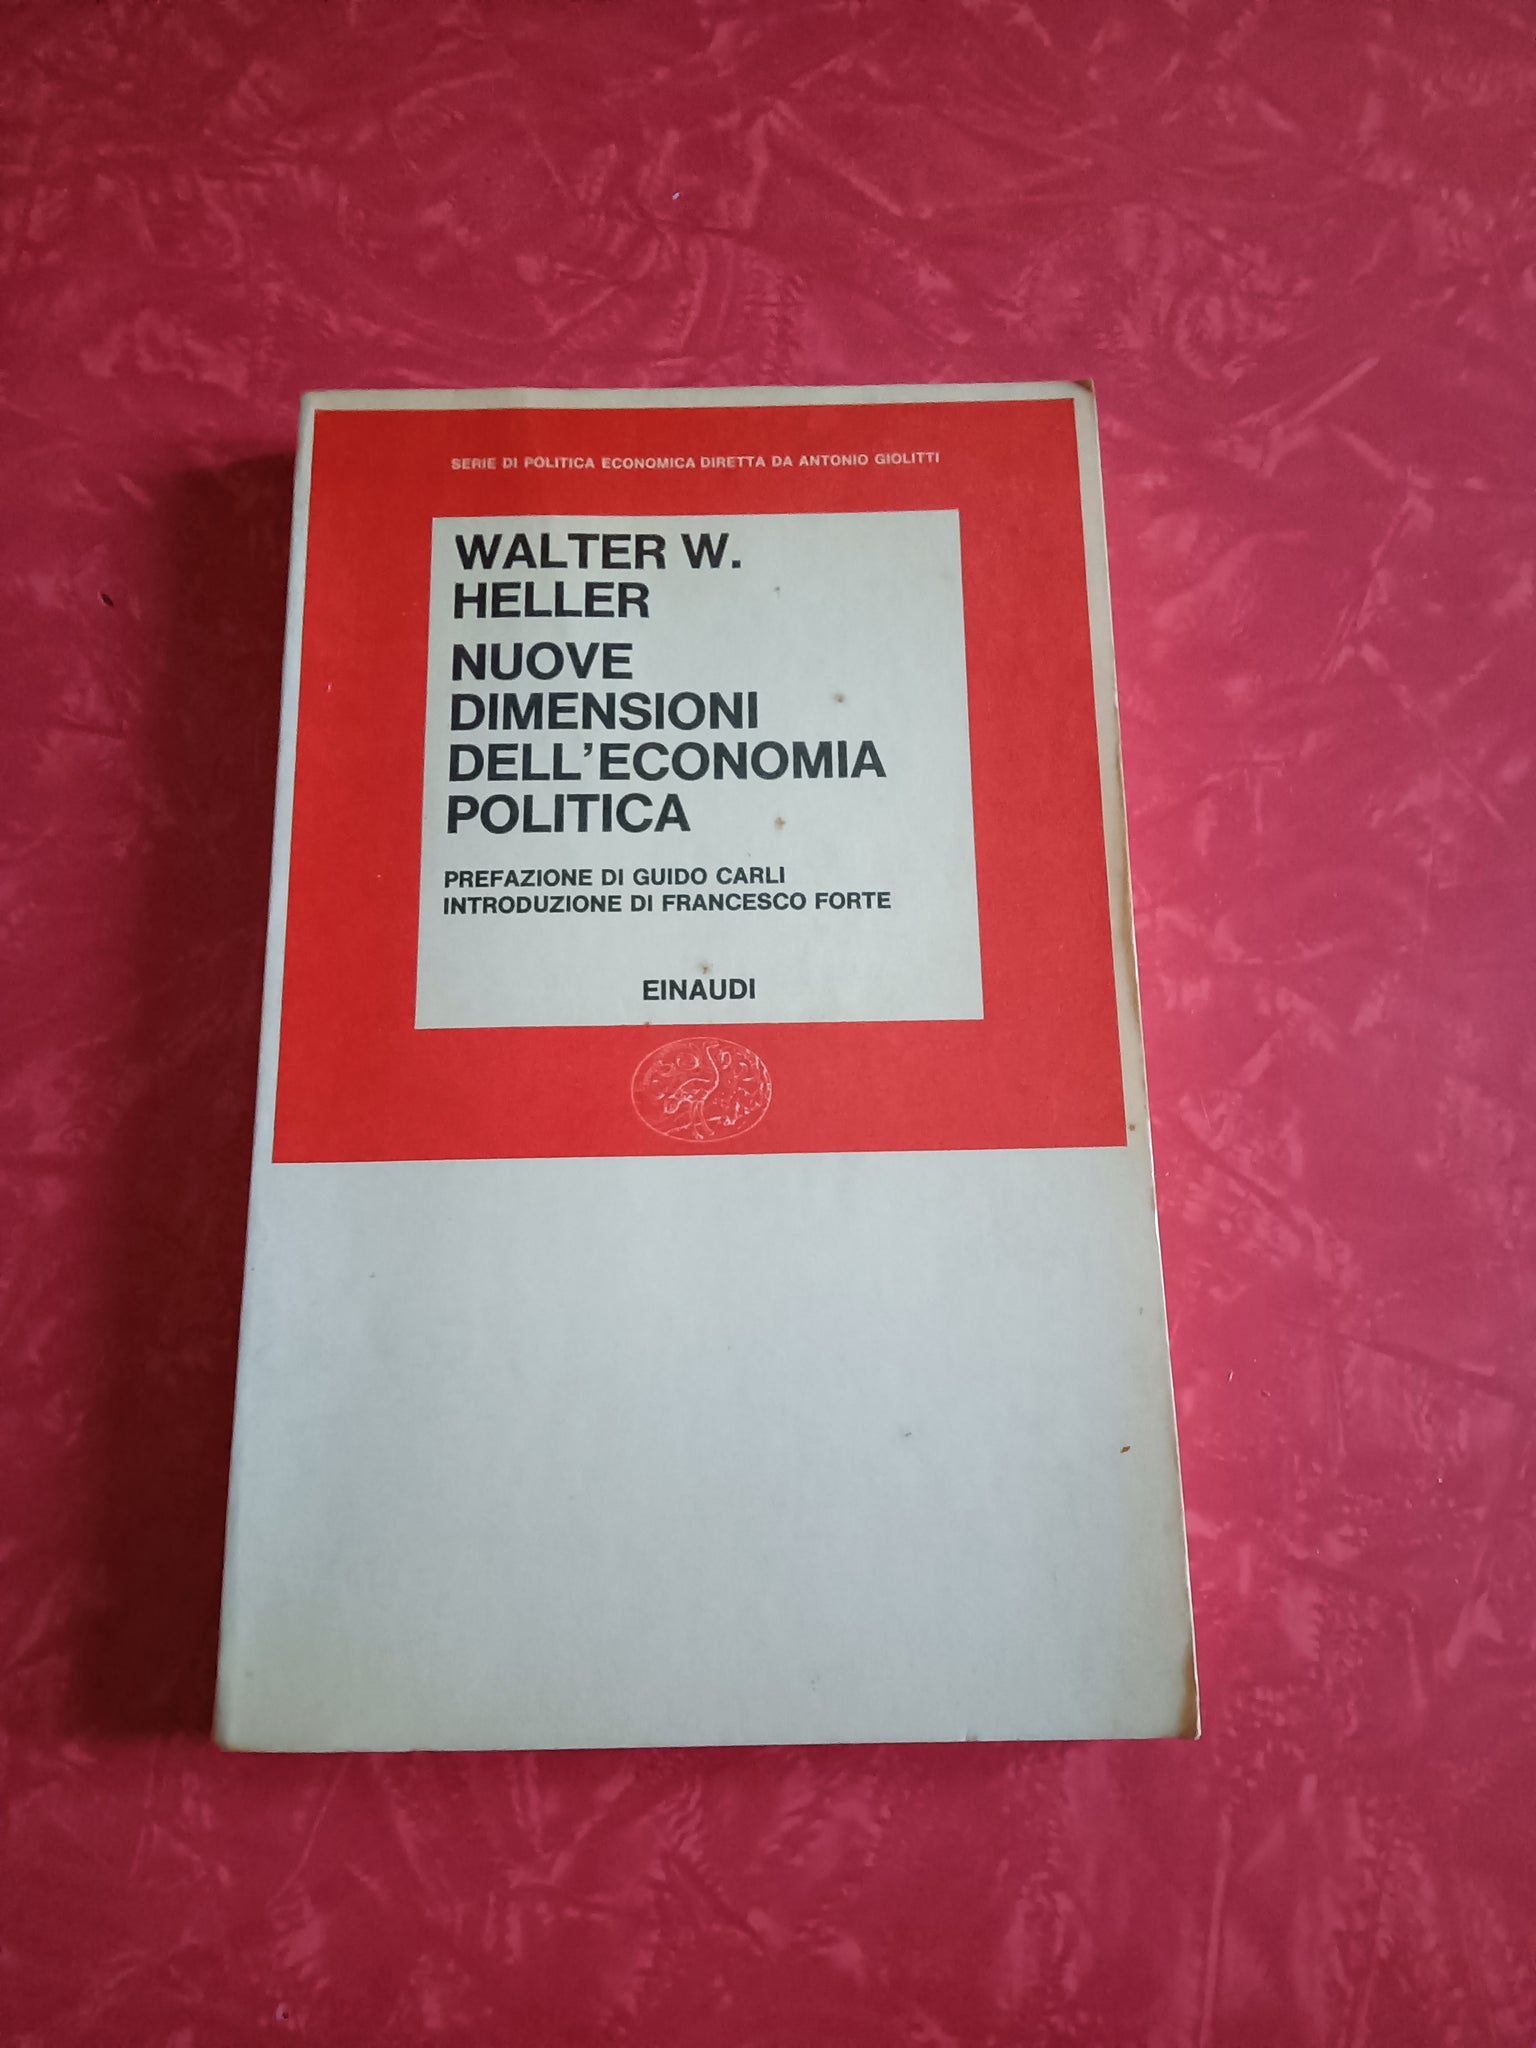 SERIE DI POLITICA ECONOMICA DIRETTA DA ANTONIO GIOLITTI
WALTER W.
HELLER
NUOVE
DIMENSIONI
DELL'ECONOMIA
POLITICA
PREFAZIONE DI GUIDO CARLI
INTRODUZIONE DI FRANCESCO FORTE
EINAUDI